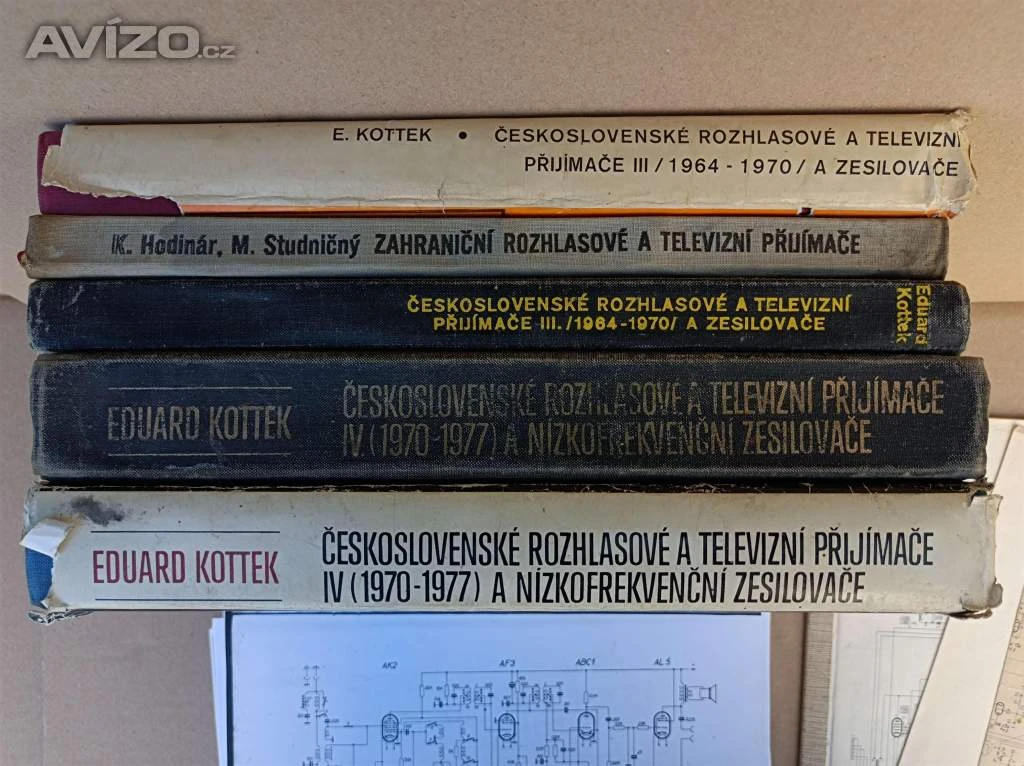 AVÍZO.cz
E. KOTTEK • ČESKOSLOVENSKÉ ROZHLASOVÉ A TELEVIZNÍ
PŘIJÍMAČE III / 1964 - 1970 / A ZESILOVAČE
K. Hodinár, M. Studničný ZAHRANIČNÍ ROZHLASOVÉ A TELEVIZNÍ PŘIJÍMAČE
ČESKOSLOVENSKÉ ROZHLASOVÉ A TELEVIZNÍ
PŘIJÍMAČE III./1964-1970/ A ZESILOVAČE
Eduard
Kottek
EDUARD KOTTEK
ČESKOSLOVENSKÉ ROZHLASOVÉ A TELEVIZNÍ PŘIJÍMAČE
IV. (1970-1977) A NÍZKOFREKVENČNÍ ZESILOVAČE
EDUARD KOTTEK
ČESKOSLOVENSKÉ ROZHLASOVÉ A TELEVIZNÍ PŘIJÍMAČE
IV (1970-1977) A NÍZKOFREKVENČNÍ ZESILOVAČE
AK2 AF3 ABC1 AL5